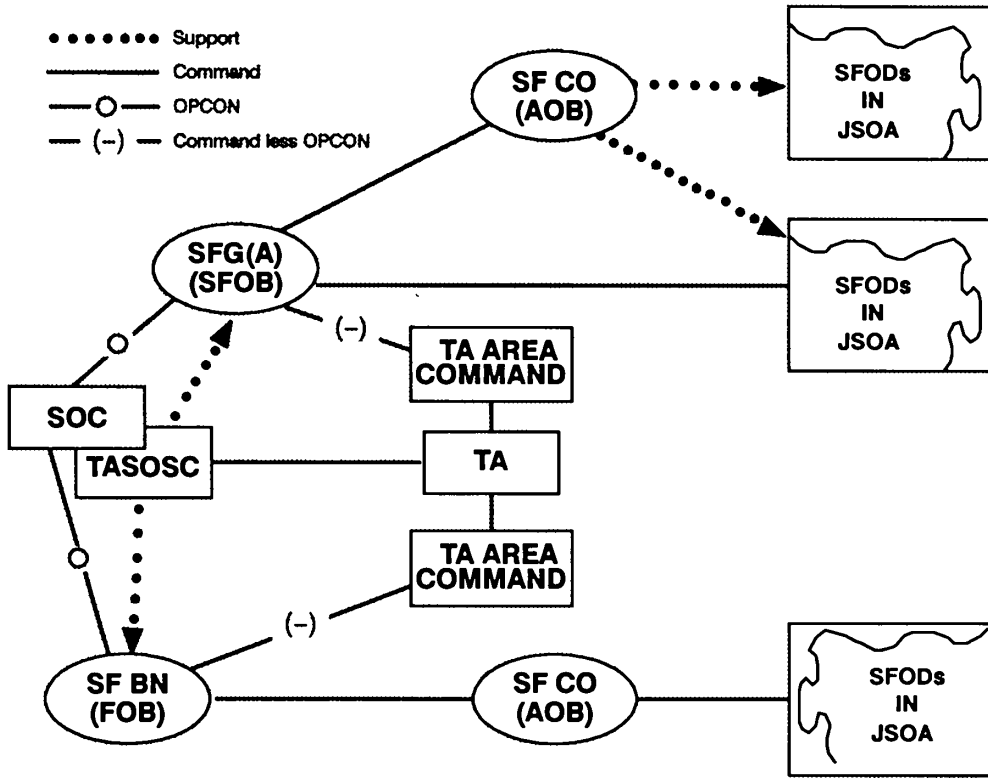 Support
Command
OPCON
(--) Command less OPCON
SF CO
(AOB)
SFODs
IN
JSOA
SFG(A)
(SFOB)
SFODs
IN
JSOA
(–)
TA AREA
COMMAND
SOC
TASOSC
TA
TA AREA
COMMAND
(–)
SF BN
(FOB)
SF CO
(AOB)
SFODs
IN
JSOA